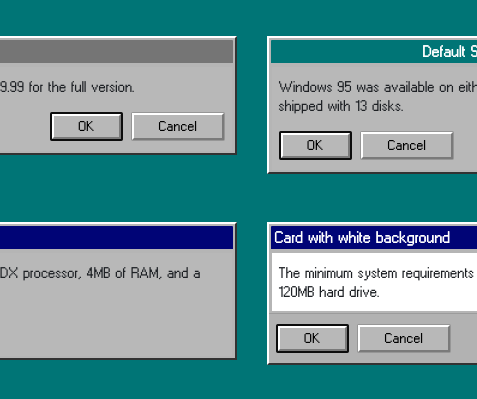 9.99 for the full version.
OK Cancel
Default S
Windows 95 was available on eith
shipped with 13 disks.
OK Cancel
DX processor, 4MB of RAM, and a
Card with white background
The minimum system requirements
120MB hard drive.
OK Cancel